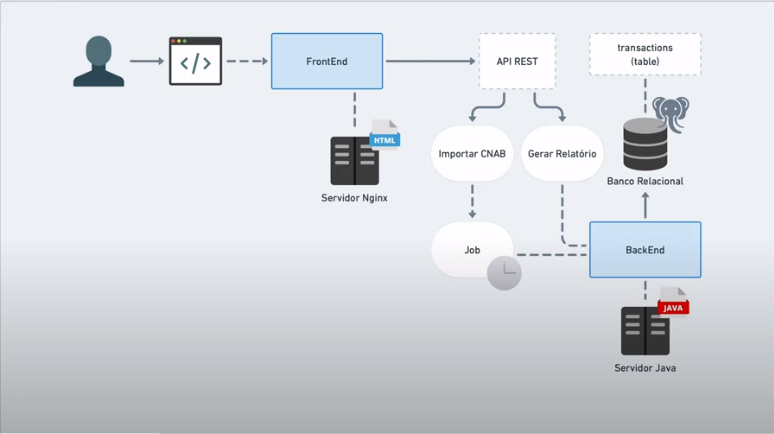 </>
FrontEnd
API REST
transactions
(table)
HTML
Servidor Nginx
Importar CNAB
Gerar Relatório
Banco Relacional
Job
BackEnd
JAVA
Servidor Java